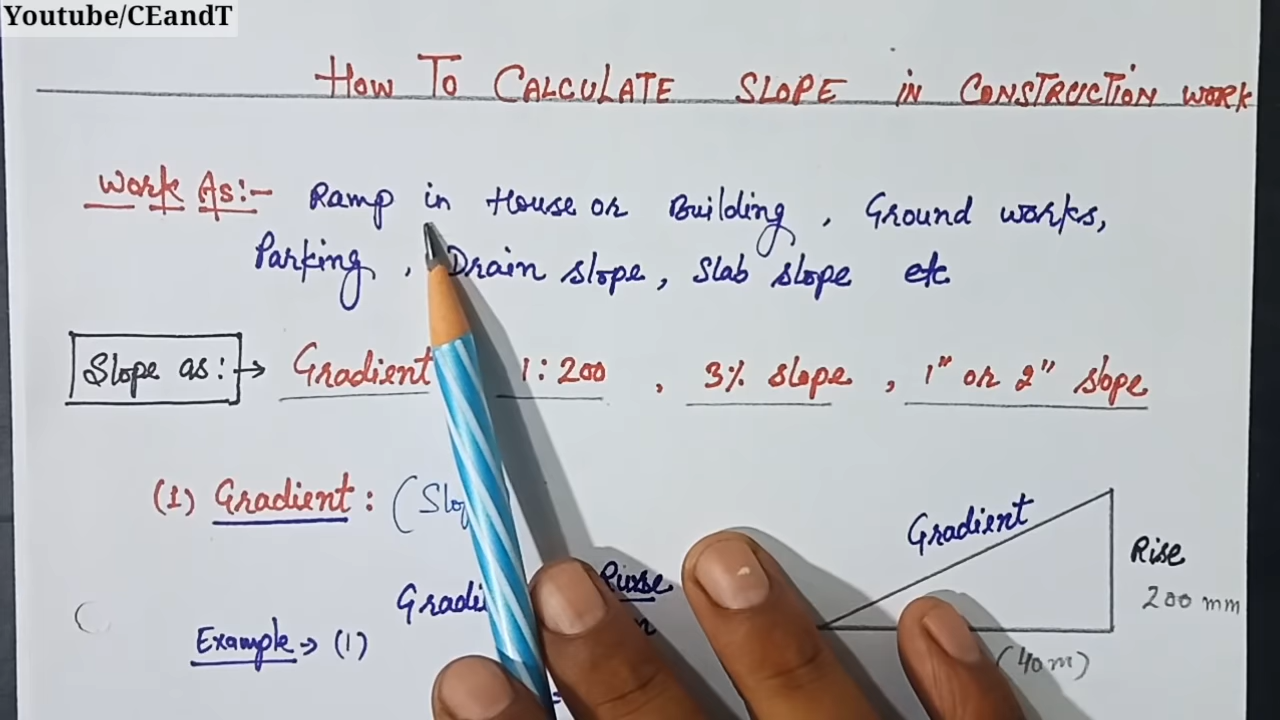 Youtube/CEandT
HOW TO CALCULATE SLOPE in CONSTRUCTION WORK
Work As:- Ramp in House or Building, Ground works,
Parking, Drain slope, Slab slope etc
Slope as:→ Gradient 1:200, 3% slope, 1" or 2" slope
(1) Gradient: (Slo
Gradient
Rise
200 mm
Example → (1)
(40m)